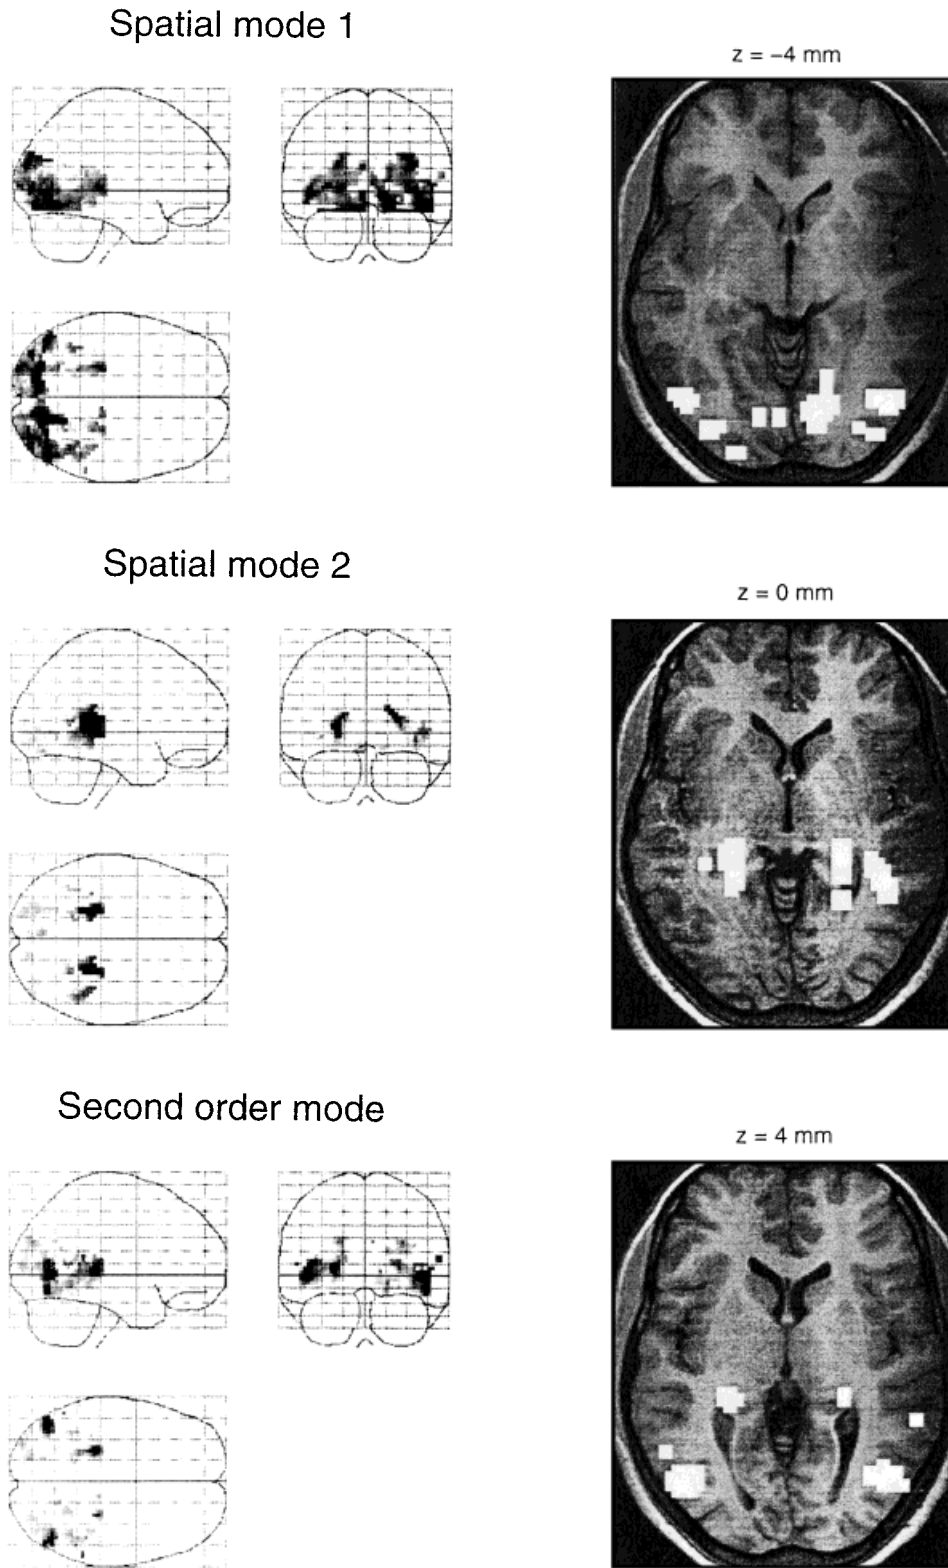 Spatial mode 1
z = −4 mm
Spatial mode 2
z = 0 mm
Second order mode
z = 4 mm